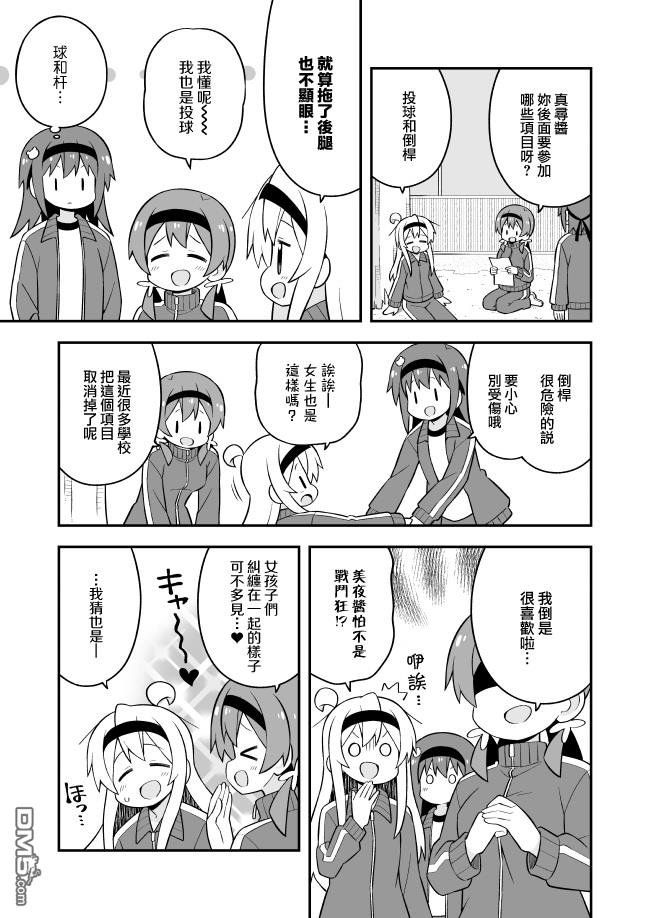 真尋醬
妳後面要參加
哪些項目呀？
投球和倒桿
就算拖了後腿
也不顯眼…
我懂呢～～
我也是投球
球和杆…
倒桿
很危險的說
要小心
別受傷哦
誒誒—
女生也是
這樣嗎？
最近很多學校
把這個項目
取消掉了呢
我倒是
很喜歡啦…
美夜醬怕不是
戰鬥狂!?
咿誒…
女孩子們
糾纏在一起的樣子
可不多見…♥
キャ〜〜♥
…我猜也是—
ほっ…
DM5.com